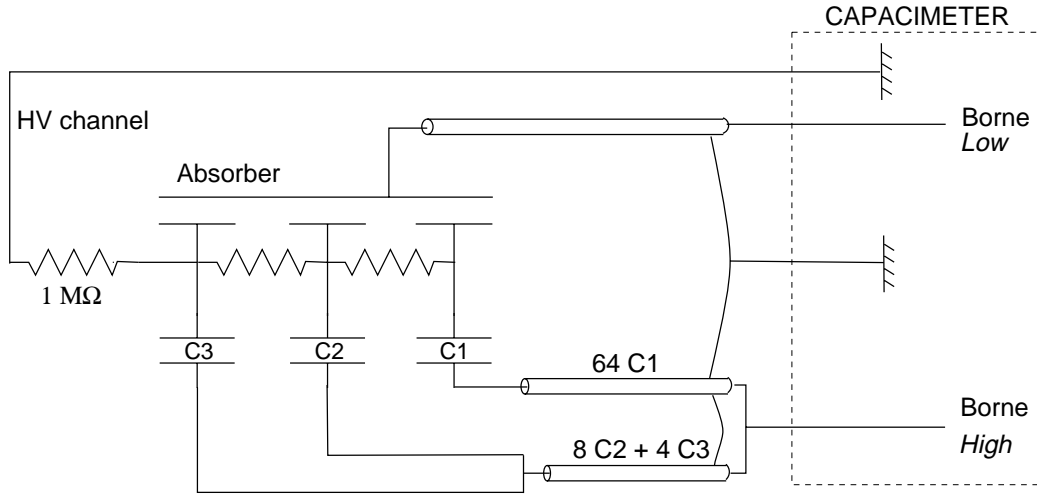 CAPACIMETER
HV channel
Borne
Low
Absorber
1 MΩ
C3
C2
C1
64 C1
Borne
High
8 C2 + 4 C3